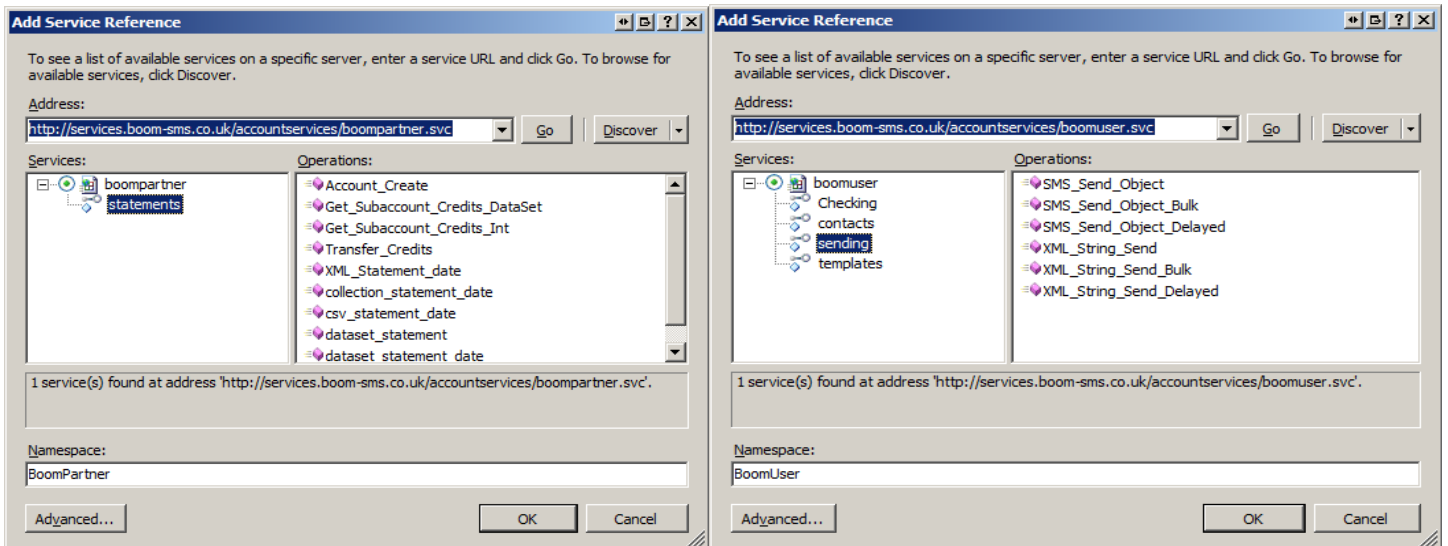 Add Service Reference
To see a list of available services on a specific server, enter a service URL and click Go. To browse for
available services, click Discover.
Address:
http://services.boom-sms.co.uk/accountservices/boompartner.svc
Go
Discover
Services:
Operations:
boompartner
statements
Account_Create
Get_Subaccount_Credits_DataSet
Get_Subaccount_Credits_Int
Transfer_Credits
XML_Statement_date
collection_statement_date
csv_statement_date
dataset_statement
dataset_statement_date
1 service(s) found at address 'http://services.boom-sms.co.uk/accountservices/boompartner.svc'.
Namespace:
BoomPartner
Advanced...
OK
Cancel
Add Service Reference
To see a list of available services on a specific server, enter a service URL and click Go. To browse for
available services, click Discover.
Address:
http://services.boom-sms.co.uk/accountservices/boomuser.svc
Go
Discover
Services:
Operations:
boomuser
Checking
contacts
sending
templates
SMS_Send_Object
SMS_Send_Object_Bulk
SMS_Send_Object_Delayed
XML_String_Send
XML_String_Send_Bulk
XML_String_Send_Delayed
1 service(s) found at address 'http://services.boom-sms.co.uk/accountservices/boomuser.svc'.
Namespace:
BoomUser
Advanced...
OK
Cancel